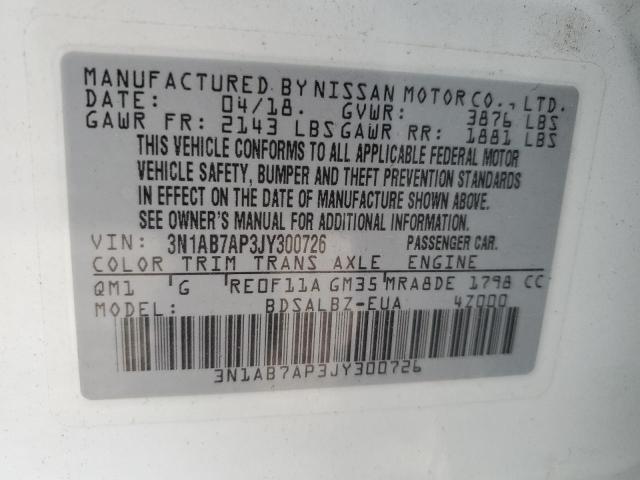 MANUFACTURED BY NISSAN MOTOR CO., LTD.
DATE: 04/18. GVWR: 3876 LBS
GAWR FR: 2143 LBS GAWR RR: 1881 LBS
THIS VEHICLE CONFORMS TO ALL APPLICABLE FEDERAL MOTOR
VEHICLE SAFETY, BUMPER AND THEFT PREVENTION STANDARDS
IN EFFECT ON THE DATE OF MANUFACTURE SHOWN ABOVE.
SEE OWNER'S MANUAL FOR ADDITIONAL INFORMATION.
VIN: 3N1AB7AP3JY300726 PASSENGER CAR.
COLOR TRIM TRANS AXLE ENGINE
QM1 G RE0F11A GM35 MRA8DE 1798 CC
MODEL: BDSALBZ-EUA 4Z000
3N1AB7AP3JY300726